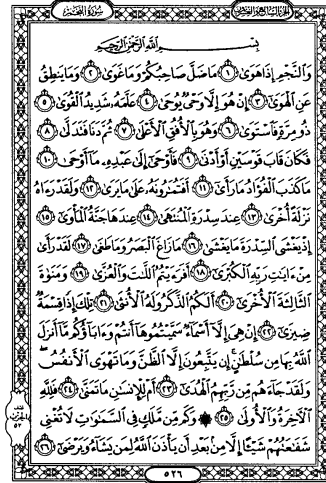 الجزء السابع والعشرون سورة النجم
بِسْمِ اللَّهِ الرَّحْمَٰنِ الرَّحِيمِ
وَالنَّجْمِ إِذَا هَوَىٰ ١ مَا ضَلَّ صَاحِبُكُمْ وَمَا غَوَىٰ ٢ وَمَا يَنطِقُ
عَنِ الْهَوَىٰ ٣ إِنْ هُوَ إِلَّا وَحْيٌ يُوحَىٰ ٤ عَلَّمَهُ شَدِيدُ الْقُوَىٰ ٥
ذُو مِرَّةٍ فَاسْتَوَىٰ ٦ وَهُوَ بِالْأُفُقِ الْأَعْلَىٰ ٧ ثُمَّ دَنَا فَتَدَلَّىٰ ٨
فَكَانَ قَابَ قَوْسَيْنِ أَوْ أَدْنَىٰ ٩ فَأَوْحَىٰ إِلَىٰ عَبْدِهِ مَا أَوْحَىٰ ١٠
مَا كَذَبَ الْفُؤَادُ مَا رَأَىٰ ١١ أَفَتُمَارُونَهُ عَلَىٰ مَا يَرَىٰ ١٢ وَلَقَدْ رَآهُ
نَزْلَةً أُخْرَىٰ ١٣ عِندَ سِدْرَةِ الْمُنتَهَىٰ ١٤ عِندَهَا جَنَّةُ الْمَأْوَىٰ ١٥
إِذْ يَغْشَى السِّدْرَةَ مَا يَغْشَىٰ ١٦ مَا زَاغَ الْبَصَرُ وَمَا طَغَىٰ ١٧ لَقَدْ رَأَىٰ
مِنْ آيَاتِ رَبِّهِ الْكُبْرَىٰ ١٨ أَفَرَأَيْتُمُ اللَّاتَ وَالْعُزَّىٰ ١٩ وَمَنَاةَ
الثَّالِثَةَ الْأُخْرَىٰ ٢٠ أَلَكُمُ الذَّكَرُ وَلَهُ الْأُنثَىٰ ٢١ تِلْكَ إِذًا قِسْمَةٌ
ضِيزَىٰ ٢٢ إِنْ هِيَ إِلَّا أَسْمَاءٌ سَمَّيْتُمُوهَا أَنتُمْ وَآبَاؤُكُم مَّا أَنزَلَ
اللَّهُ بِهَا مِن سُلْطَانٍ إِن يَتَّبِعُونَ إِلَّا الظَّنَّ وَمَا تَهْوَى الْأَنفُسُ
وَلَقَدْ جَاءَهُم مِّن رَّبِّهِمُ الْهُدَىٰ ٢٣ أَمْ لِلْإِنسَانِ مَا تَمَنَّىٰ ٢٤ فَلِلَّهِ
الْآخِرَةُ وَالْأُولَىٰ ٢٥ ۞ وَكَم مِّن مَّلَكٍ فِي السَّمَاوَاتِ لَا تُغْنِي
شَفَاعَتُهُمْ شَيْئًا إِلَّا مِن بَعْدِ أَن يَأْذَنَ اللَّهُ لِمَن يَشَاءُ وَيَرْضَىٰ ٢٦
٥٢٦
٥٣